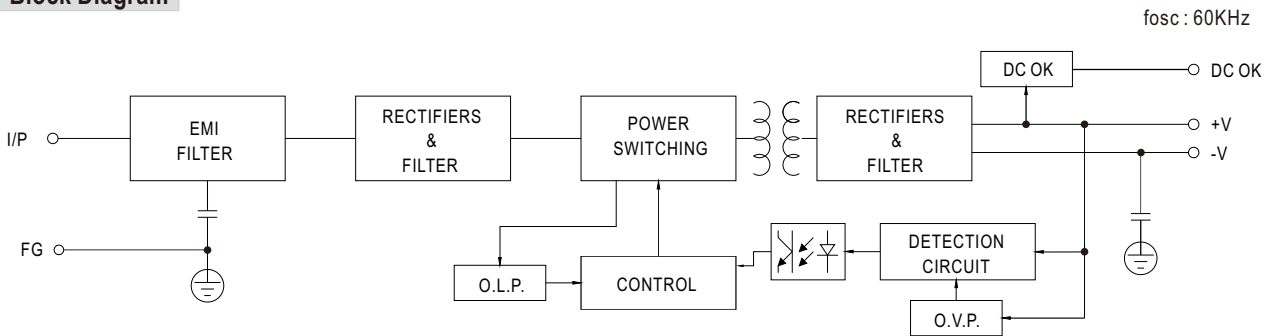 Block Diagram
fosc : 60KHz
DC OK
DC OK
I/P
EMI
FILTER
RECTIFIERS
&
FILTER
POWER
SWITCHING
RECTIFIERS
&
FILTER
+V
-V
FG
O.L.P.
CONTROL
DETECTION
CIRCUIT
O.V.P.